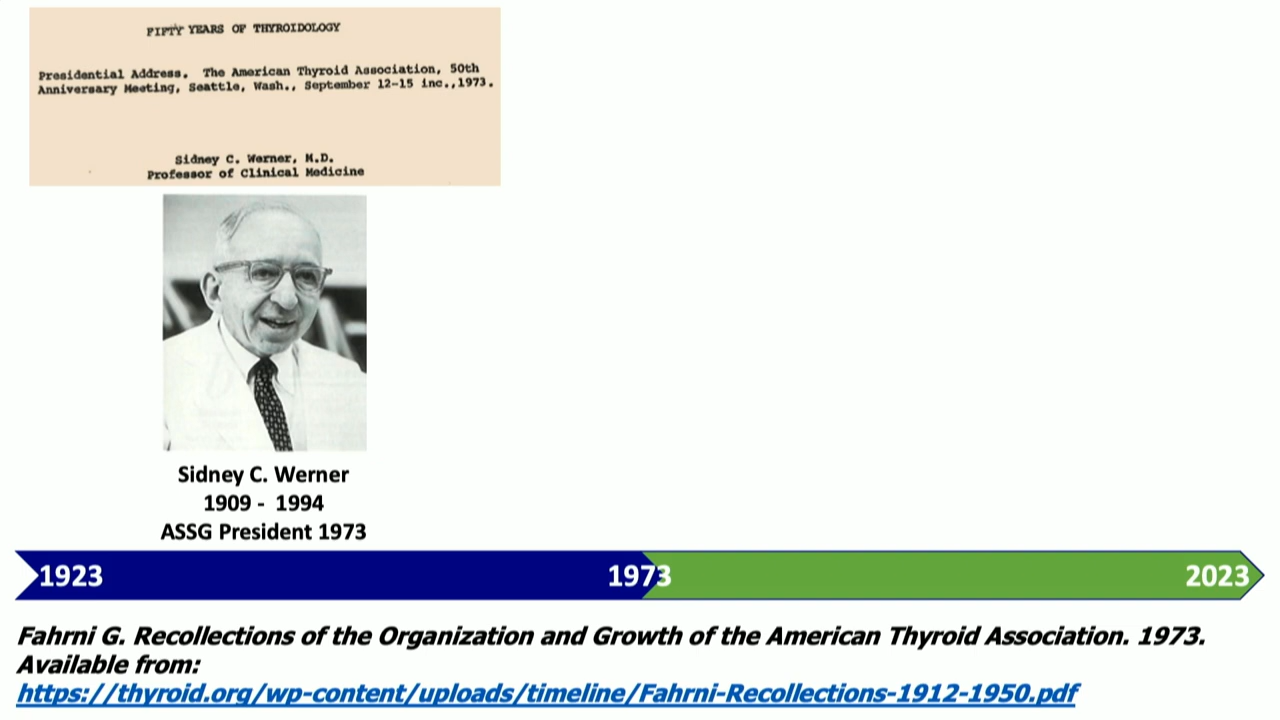 FIFTY YEARS OF THYROIDOLOGY
Presidential Address. The American Thyroid Association, 50th
Anniversary Meeting, Seattle, Wash., September 12-15 inc.,1973.
Sidney C. Werner, M.D.
Professor of Clinical Medicine
Sidney C. Werner
1909 - 1994
ASSG President 1973
1923 1973 2023
Fahrni G. Recollections of the Organization and Growth of the American Thyroid Association. 1973.
Available from:
https://thyroid.org/wp-content/uploads/timeline/Fahrni-Recollections-1912-1950.pdf